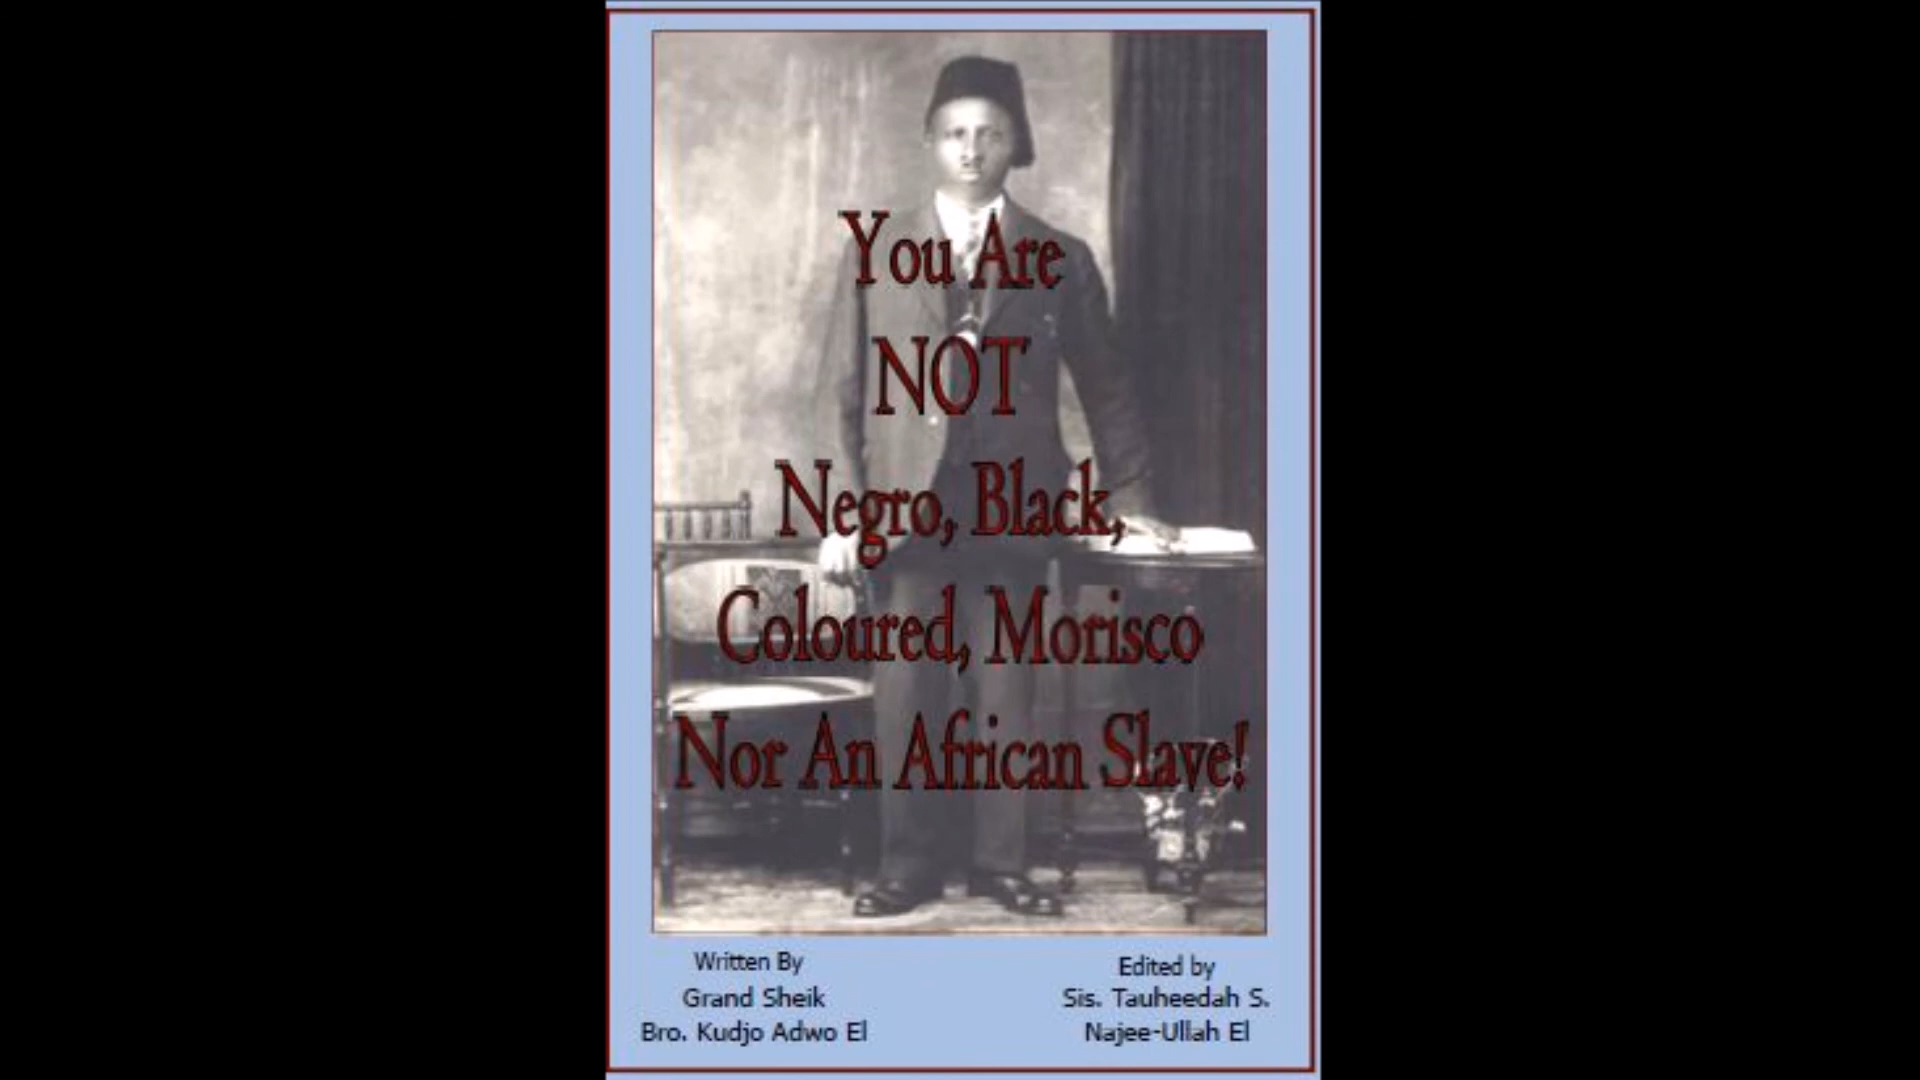 You Are
NOT
Negro, Black,
Coloured, Morisco
Nor An African Slave!
Written By
Grand Sheik
Bro. Kudjo Adwo El
Edited by
Sis. Tauheedah S.
Najee-Ullah El